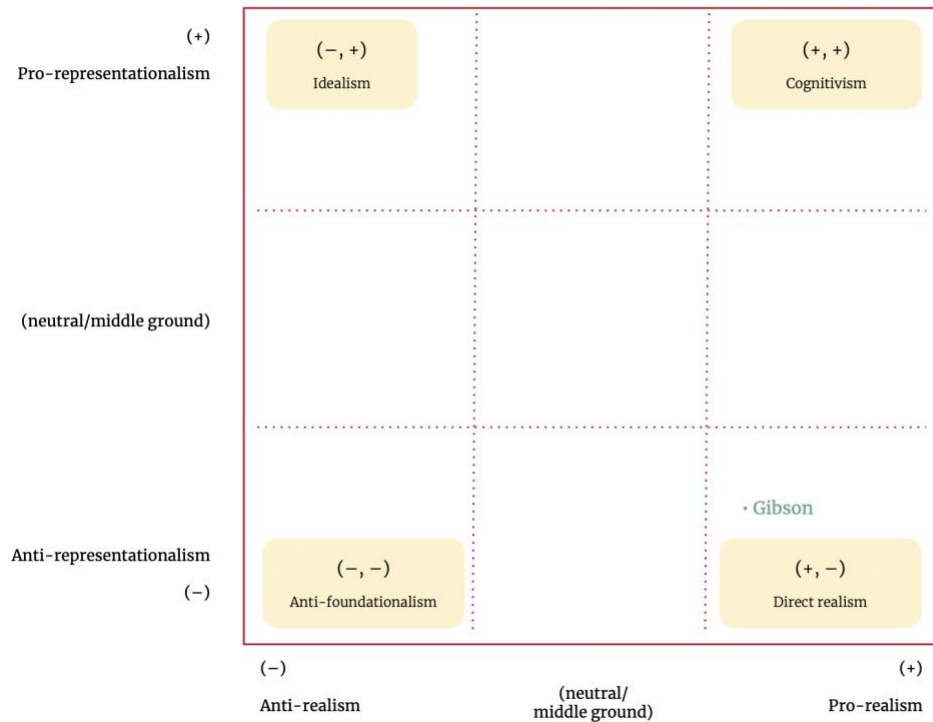 (+)
Pro-representationalism
(−, +)
Idealism
(+, +)
Cognitivism
(neutral/middle ground)
· Gibson
Anti-representationalism
(−)
(−, −)
Anti-foundationalism
(+, −)
Direct realism
(−)
Anti-realism
(neutral/
middle ground)
(+)
Pro-realism